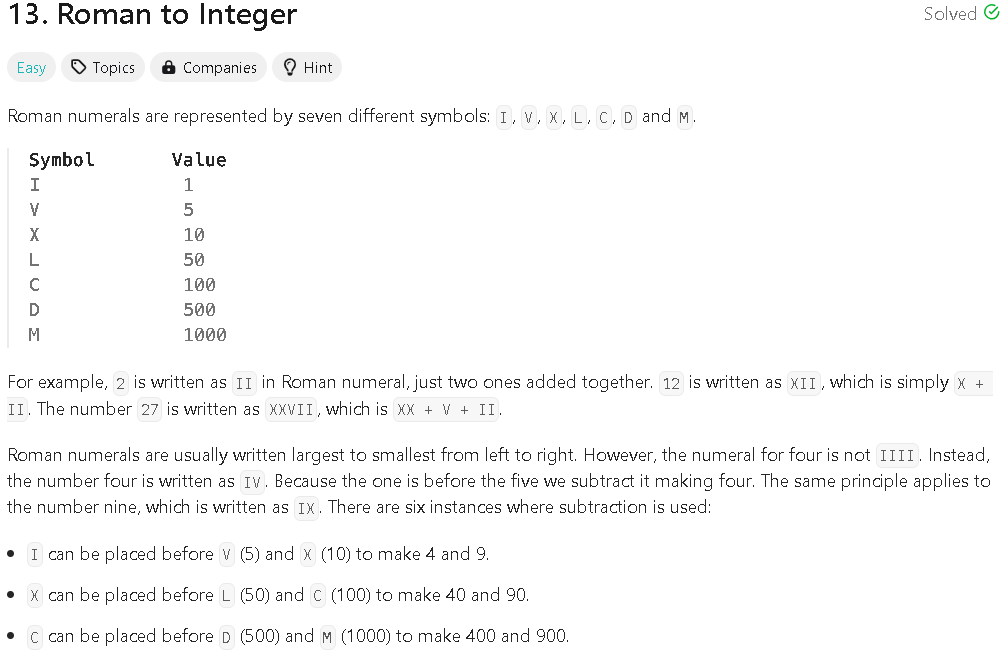 13. Roman to Integer
Solved
Easy Topics Companies Hint
Roman numerals are represented by seven different symbols: I, V, X, L, C, D and M.
Symbol Value
I 1
V 5
X 10
L 50
C 100
D 500
M 1000
For example, 2 is written as II in Roman numeral, just two ones added together. 12 is written as XII, which is simply X +
II. The number 27 is written as XXVII, which is XX + V + II.
Roman numerals are usually written largest to smallest from left to right. However, the numeral for four is not IIII. Instead,
the number four is written as IV. Because the one is before the five we subtract it making four. The same principle applies to
the number nine, which is written as IX. There are six instances where subtraction is used:
• I can be placed before V (5) and X (10) to make 4 and 9.
• X can be placed before L (50) and C (100) to make 40 and 90.
• C can be placed before D (500) and M (1000) to make 400 and 900.